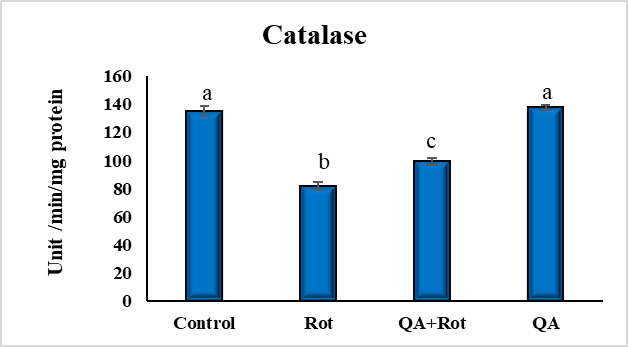 Catalase
Unit /min/mg protein
160
140
120
100
80
60
40
20
0
a
b
c
a
Control
Rot
QA+Rot
QA